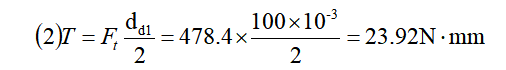 (2)T = F_t d_d1/2 = 478.4×100×10^-3/2 = 23.92N·mm